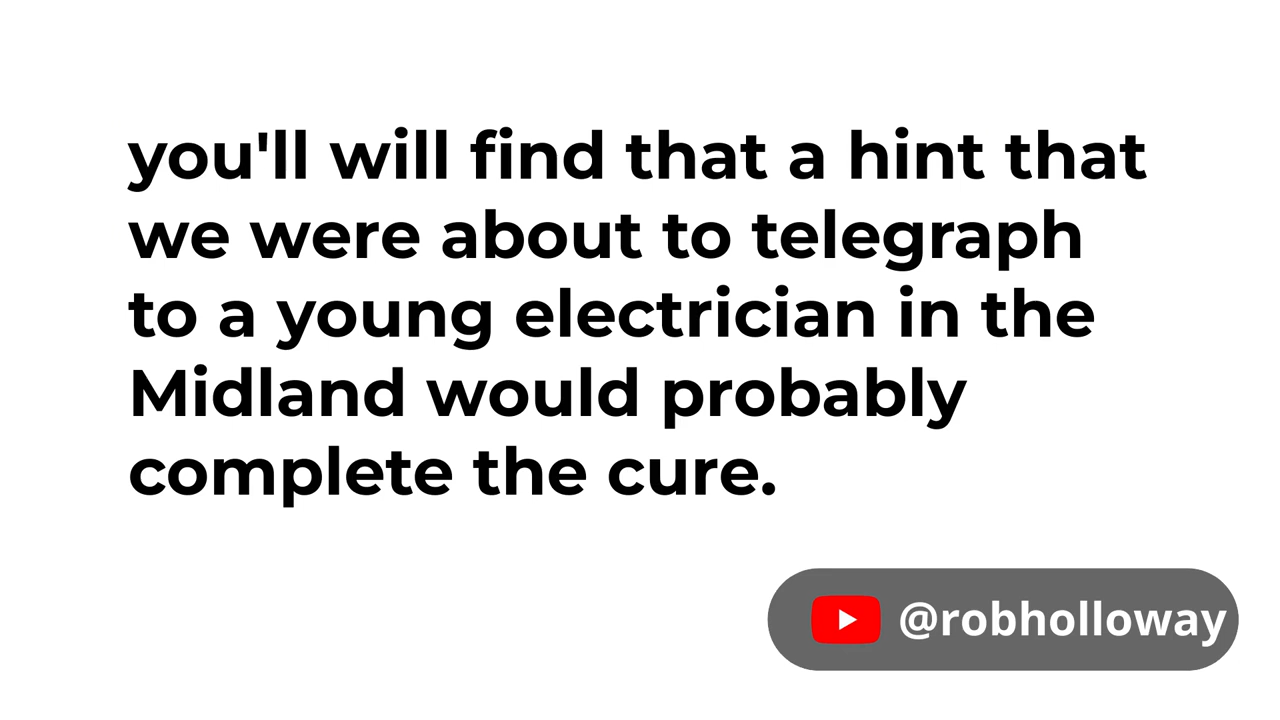 you'll will find that a hint that
we were about to telegraph
to a young electrician in the
Midland would probably
complete the cure.
@robholloway